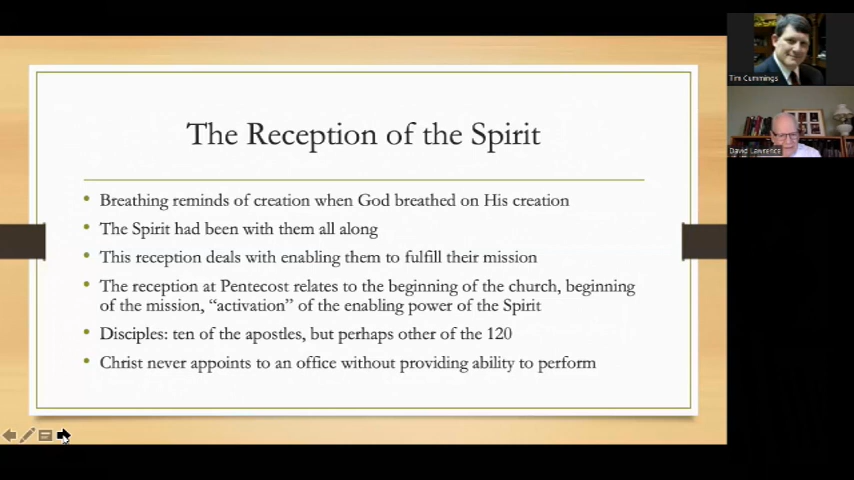 The Reception of the Spirit
• Breathing reminds of creation when God breathed on His creation
• The Spirit had been with them all along
• This reception deals with enabling them to fulfill their mission
• The reception at Pentecost relates to the beginning of the church, beginning
of the mission, “activation” of the enabling power of the Spirit
• Disciples: ten of the apostles, but perhaps other of the 120
• Christ never appoints to an office without providing ability to perform
Tim Cummings
David Lawrence